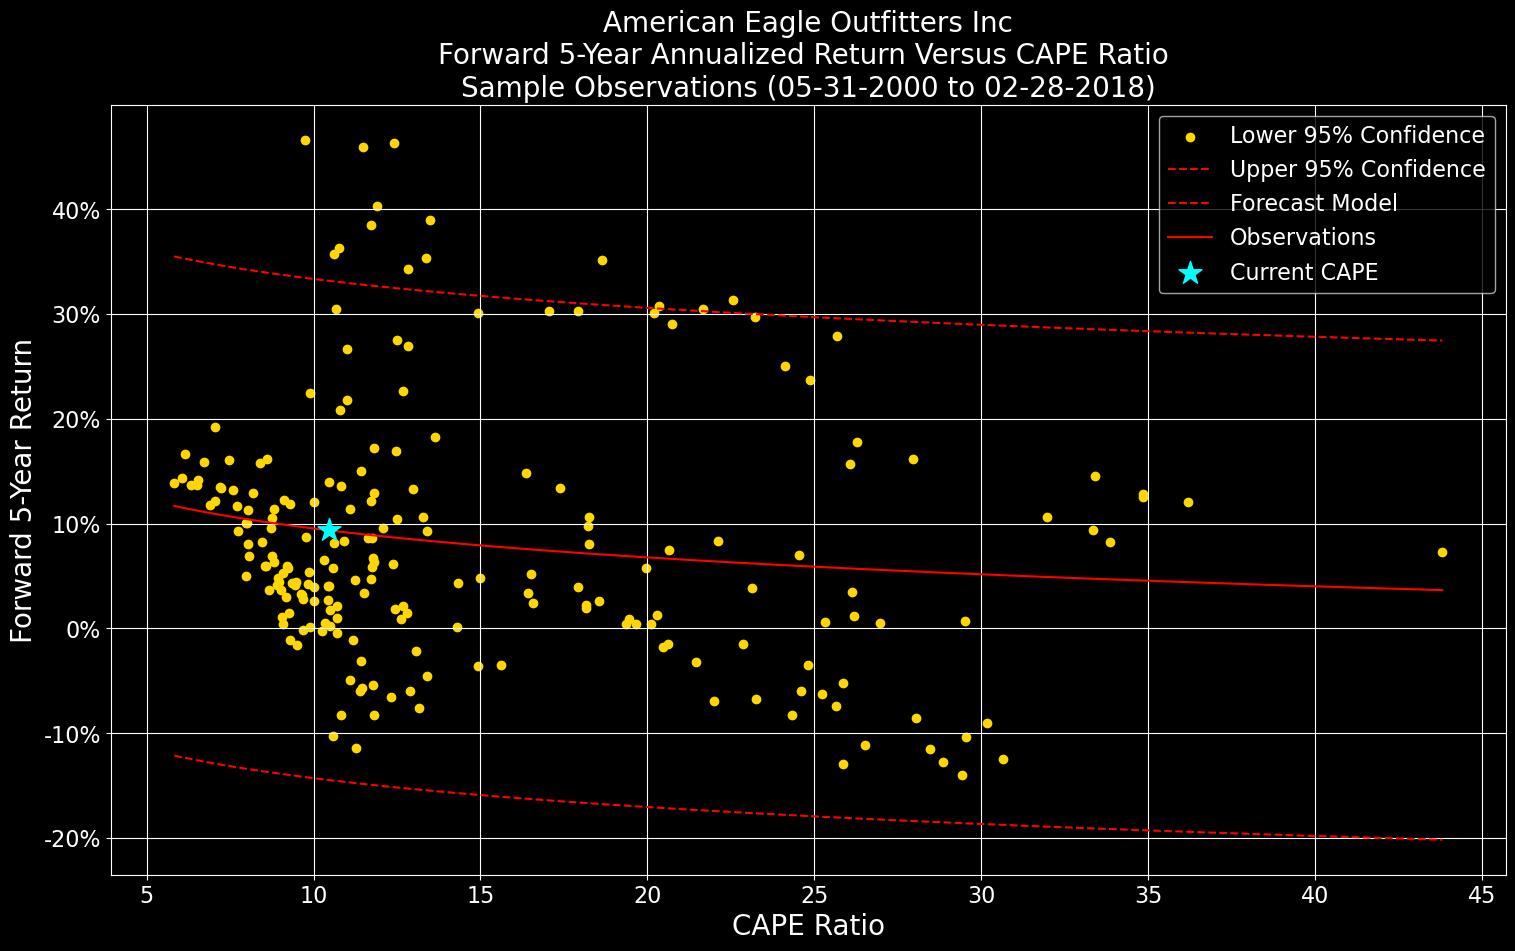 American Eagle Outfitters Inc
Forward 5-Year Annualized Return Versus CAPE Ratio
Sample Observations (05-31-2000 to 02-28-2018)
Lower 95% Confidence
Upper 95% Confidence
Forecast Model
Observations
Current CAPE
Forward 5-Year Return
40%
30%
20%
10%
0%
-10%
-20%
5 10 15 20 25 30 35 40 45
CAPE Ratio